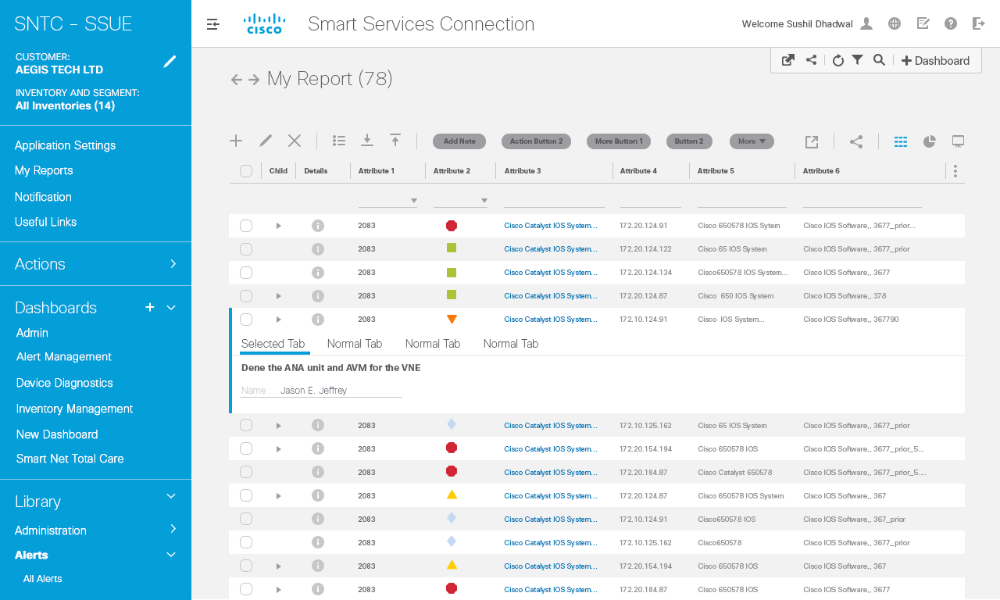 SNTC - SSUE
CUSTOMER:
AEGIS TECH LTD
INVENTORY AND SEGMENT:
All Inventories (14)
Application Settings
My Reports
Notification
Useful Links
Actions
Dashboards
Admin
Alert Management
Device Diagnostics
Inventory Management
New Dashboard
Smart Net Total Care
Library
Administration
Alerts
All Alerts
CISCO
Smart Services Connection
Welcome Sushil Dhadwal
Dashboard
My Report (78)
Add Note
Action Button 2
More Button 1
Button 2
More
Child Details Attribute 1 Attribute 2 Attribute 3 Attribute 4 Attribute 5 Attribute 6
2083 Cisco Catalyst IOS System... 172.20.124.91 Cisco 650578 IOS Sytem Cisco IOS Software,, 3677_prior...
2083 Cisco Catalyst IOS System... 172.20.124.122 Cisco 65 IOS System Cisco IOS Software,, 3677_prior
2083 Cisco Catalyst IOS System... 172.20.124.134 Cisco650578 IOS System... Cisco IOS Software,, 3677
2083 Cisco Catalyst IOS System... 172.20.124.87 Cisco 650 IOS System Cisco IOS Software,, 378
2083 Cisco Catalyst IOS System... 172.10.124.91 Cisco IOS System... Cisco IOS Software,, 367790
Selected Tab Normal Tab Normal Tab Normal Tab
Dene the ANA unit and AVM for the VNE
Name : Jason E. Jeffrey
2083 Cisco Catalyst IOS System... 172.10.125.162 Cisco 65 IOS System Cisco IOS Software,, 3677_prior
2083 Cisco Catalyst IOS System... 172.20.154.194 Cisco 650578 IOS Cisco IOS Software,, 3677_prior_5...
2083 Cisco Catalyst IOS System... 172.20.184.87 Cisco Catalyst 650578 Cisco IOS Software,, 3677_prior_5....
2083 Cisco Catalyst IOS System... 172.20.124.87 Cisco 650578 IOS System Cisco IOS Software,, 367
2083 Cisco Catalyst IOS System... 172.10.124.91 Cisco650578 IOS Cisco IOS Software,, 367_prior
2083 Cisco Catalyst IOS System... 172.10.125.162 Cisco650578 Cisco IOS Software,, 3677_prior
2083 Cisco Catalyst IOS System... 172.20.154.194 Cisco 650578 IOS Cisco IOS Software,, 367
2083 Cisco Catalyst IOS System... 172.20.184.87 Cisco 650578 IOS Cisco IOS Software,, 3677